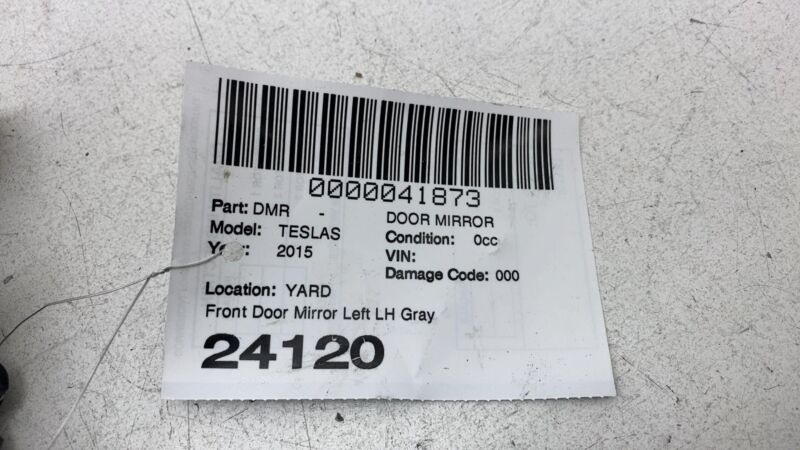 0000041873
Part: DMR - DOOR MIRROR
Model: TESLAS Condition: 0cc
2015 VIN:
Damage Code: 000
Location: YARD
Front Door Mirror Left LH Gray
24120